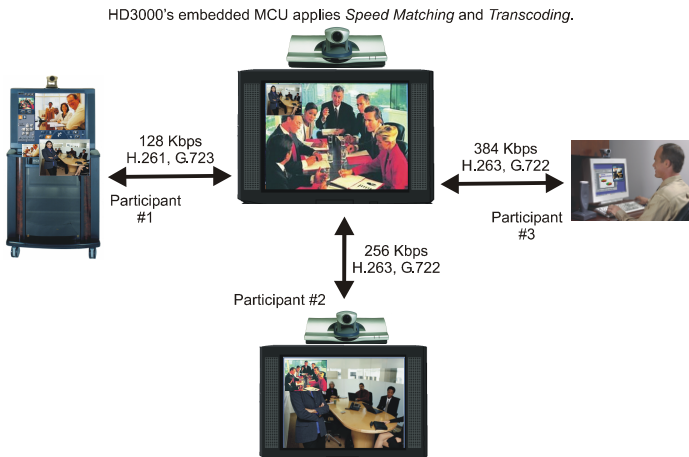 HD3000's embedded MCU applies Speed Matching and Transcoding.
128 Kbps
H.261, G.723
Participant
#1
384 Kbps
H.263, G.722
Participant
#3
256 Kbps
H.263, G.722
Participant #2